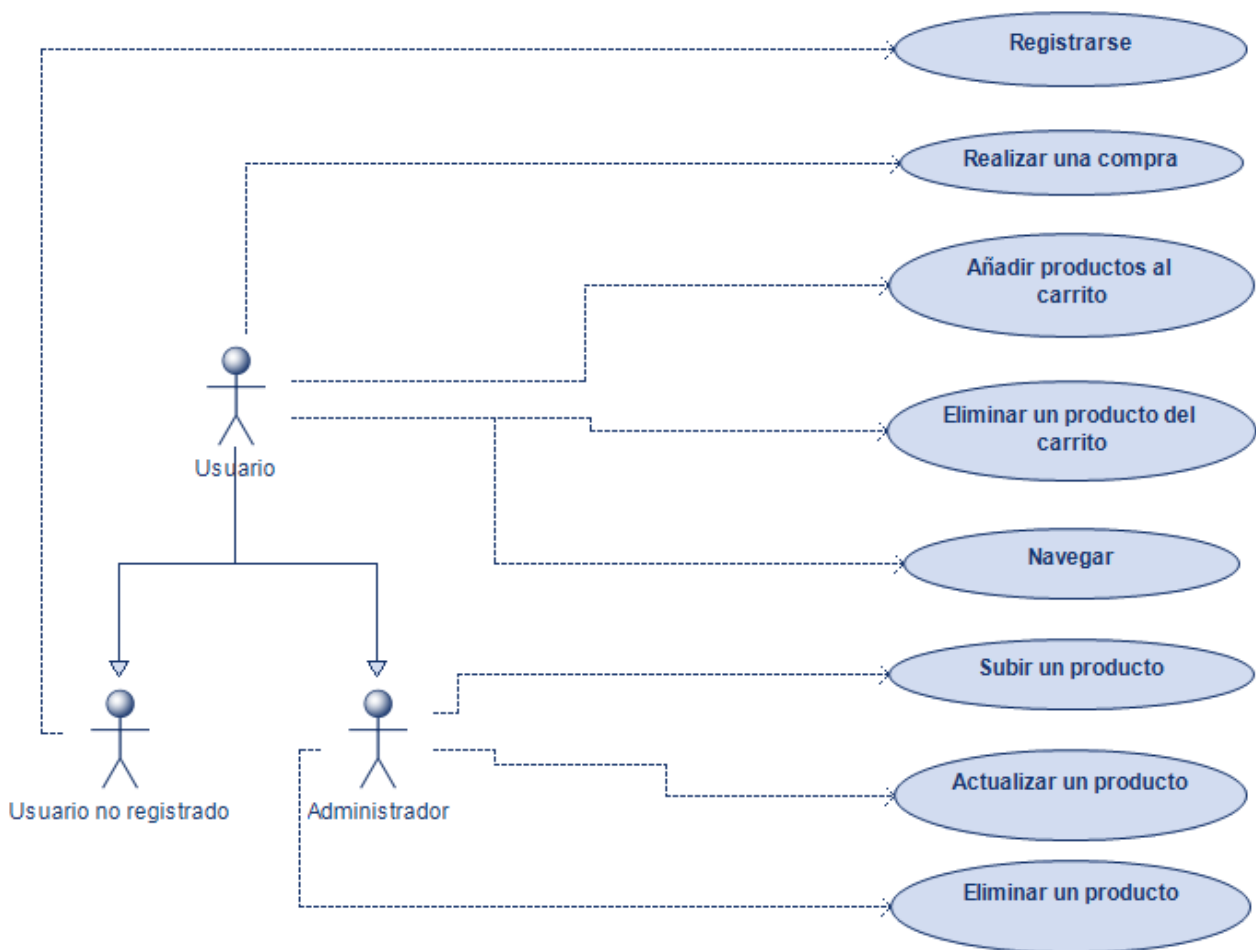 Registrarse
Realizar una compra
Añadir productos al
carrito
Eliminar un producto del
carrito
Usuario
Navegar
Subir un producto
Actualizar un producto
Usuario no registrado
Administrador
Eliminar un producto